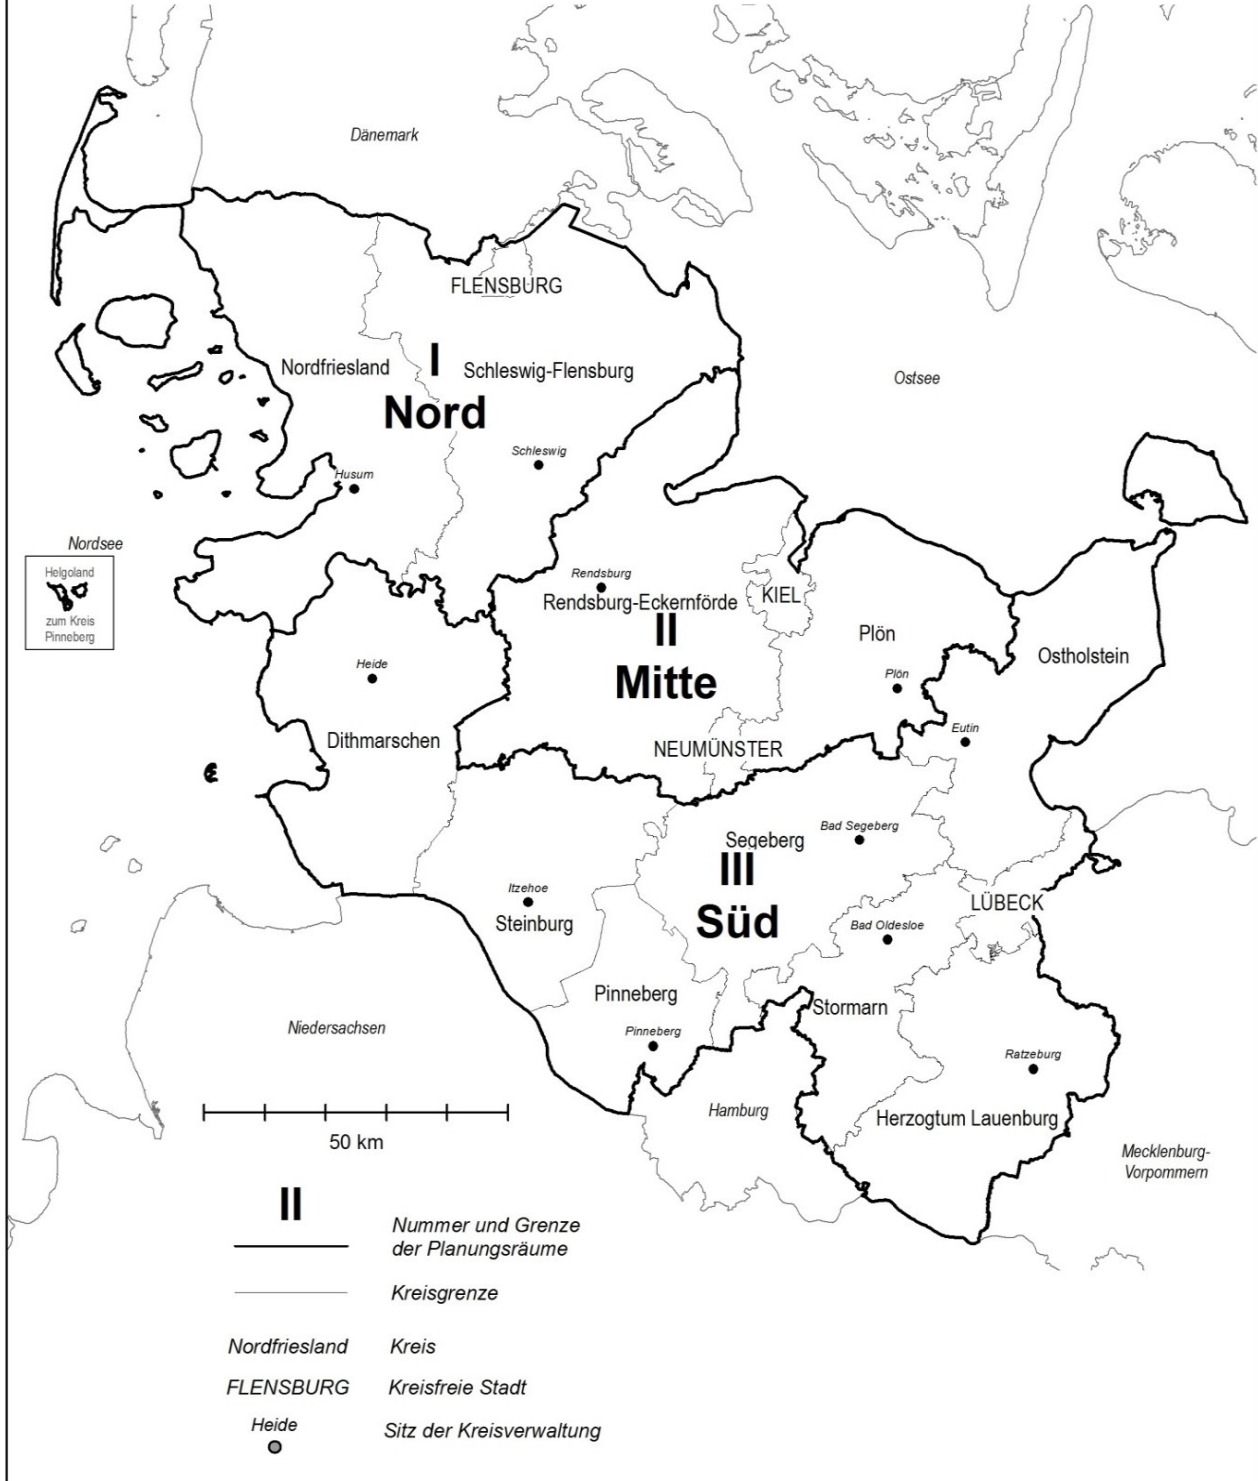 Dänemark
FLENSBURG
I
Nord
Nordfriesland
Schleswig-Flensburg
Ostsee
Schleswig
Husum
Nordsee
Helgoland
zum Kreis
Pinneberg
Rendsburg
Rendsburg-Eckernförde
KIEL
II
Mitte
Plön
Plön
Ostholstein
Heide
Eutin
Dithmarschen
NEUMÜNSTER
Segeberg
Bad Segeberg
III
Süd
Itzehoe
Steinburg
LÜBECK
Bad Oldesloe
Pinneberg
Stormarn
Niedersachsen
Pinneberg
Ratzeburg
Hamburg
Herzogtum Lauenburg
Mecklenburg-
Vorpommern
50 km
II
Nummer und Grenze
der Planungsräume
Kreisgrenze
Nordfriesland Kreis
FLENSBURG Kreisfreie Stadt
Heide Sitz der Kreisverwaltung